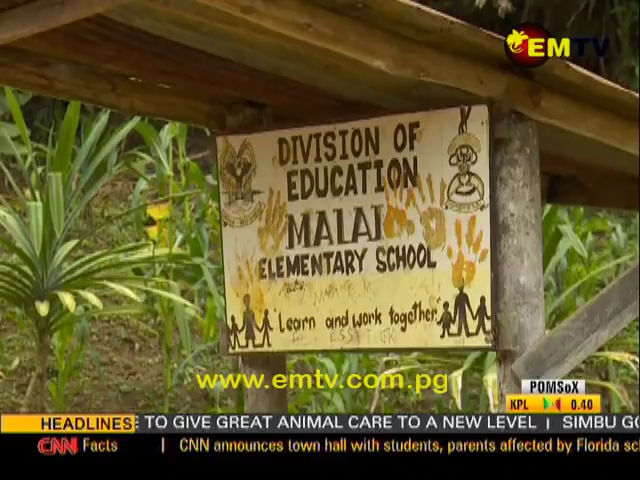 EMTV
DIVISION OF
EDUCATION
MALAI
ELEMENTARY SCHOOL
Learn and work together.
www.emtv.com.pg
POMSoX
KPL 0.40
HEADLINES E TO GIVE GREAT ANIMAL CARE TO A NEW LEVEL | SIMBU GO
CNN Facts | CNN announces town hall with students, parents affected by Florida sc